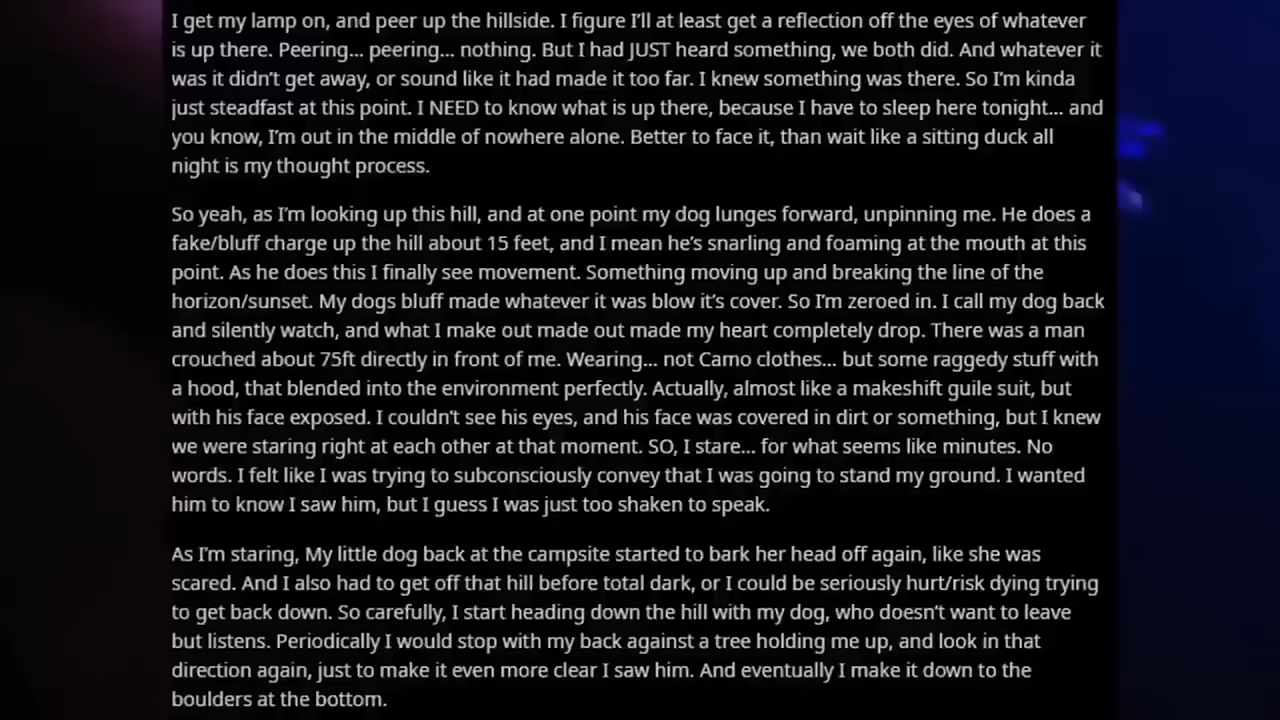 I get my lamp on, and peer up the hillside. I figure I’ll at least get a reflection off the eyes of whatever
is up there. Peering... peering... nothing. But I had JUST heard something, we both did. And whatever it
was it didn’t get away, or sound like it had made it too far. I knew something was there. So I’m kinda
just steadfast at this point. I NEED to know what is up there, because I have to sleep here tonight... and
you know, I’m out in the middle of nowhere alone. Better to face it, than wait like a sitting duck all
night is my thought process.
So yeah, as I’m looking up this hill, and at one point my dog lunges forward, unpinning me. He does a
fake/bluff charge up the hill about 15 feet, and I mean he’s snarling and foaming at the mouth at this
point. As he does this I finally see movement. Something moving up and breaking the line of the
horizon/sunset. My dogs bluff made whatever it was blow it’s cover. So I’m zeroed in. I call my dog back
and silently watch, and what I make out made out made my heart completely drop. There was a man
crouched about 75ft directly in front of me. Wearing... not Camo clothes... but some raggedy stuff with
a hood, that blended into the environment perfectly. Actually, almost like a makeshift guile suit, but
with his face exposed. I couldn’t see his eyes, and his face was covered in dirt or something, but I knew
we were staring right at each other at that moment. SO, I stare... for what seems like minutes. No
words. I felt like I was trying to subconsciously convey that I was going to stand my ground. I wanted
him to know I saw him, but I guess I was just too shaken to speak.
As I’m staring, My little dog back at the campsite started to bark her head off again, like she was
scared. And I also had to get off that hill before total dark, or I could be seriously hurt/risk dying trying
to get back down. So carefully, I start heading down the hill with my dog, who doesn’t want to leave
but listens. Periodically I would stop with my back against a tree holding me up, and look in that
direction again, just to make it even more clear I saw him. And eventually I make it down to the
boulders at the bottom.